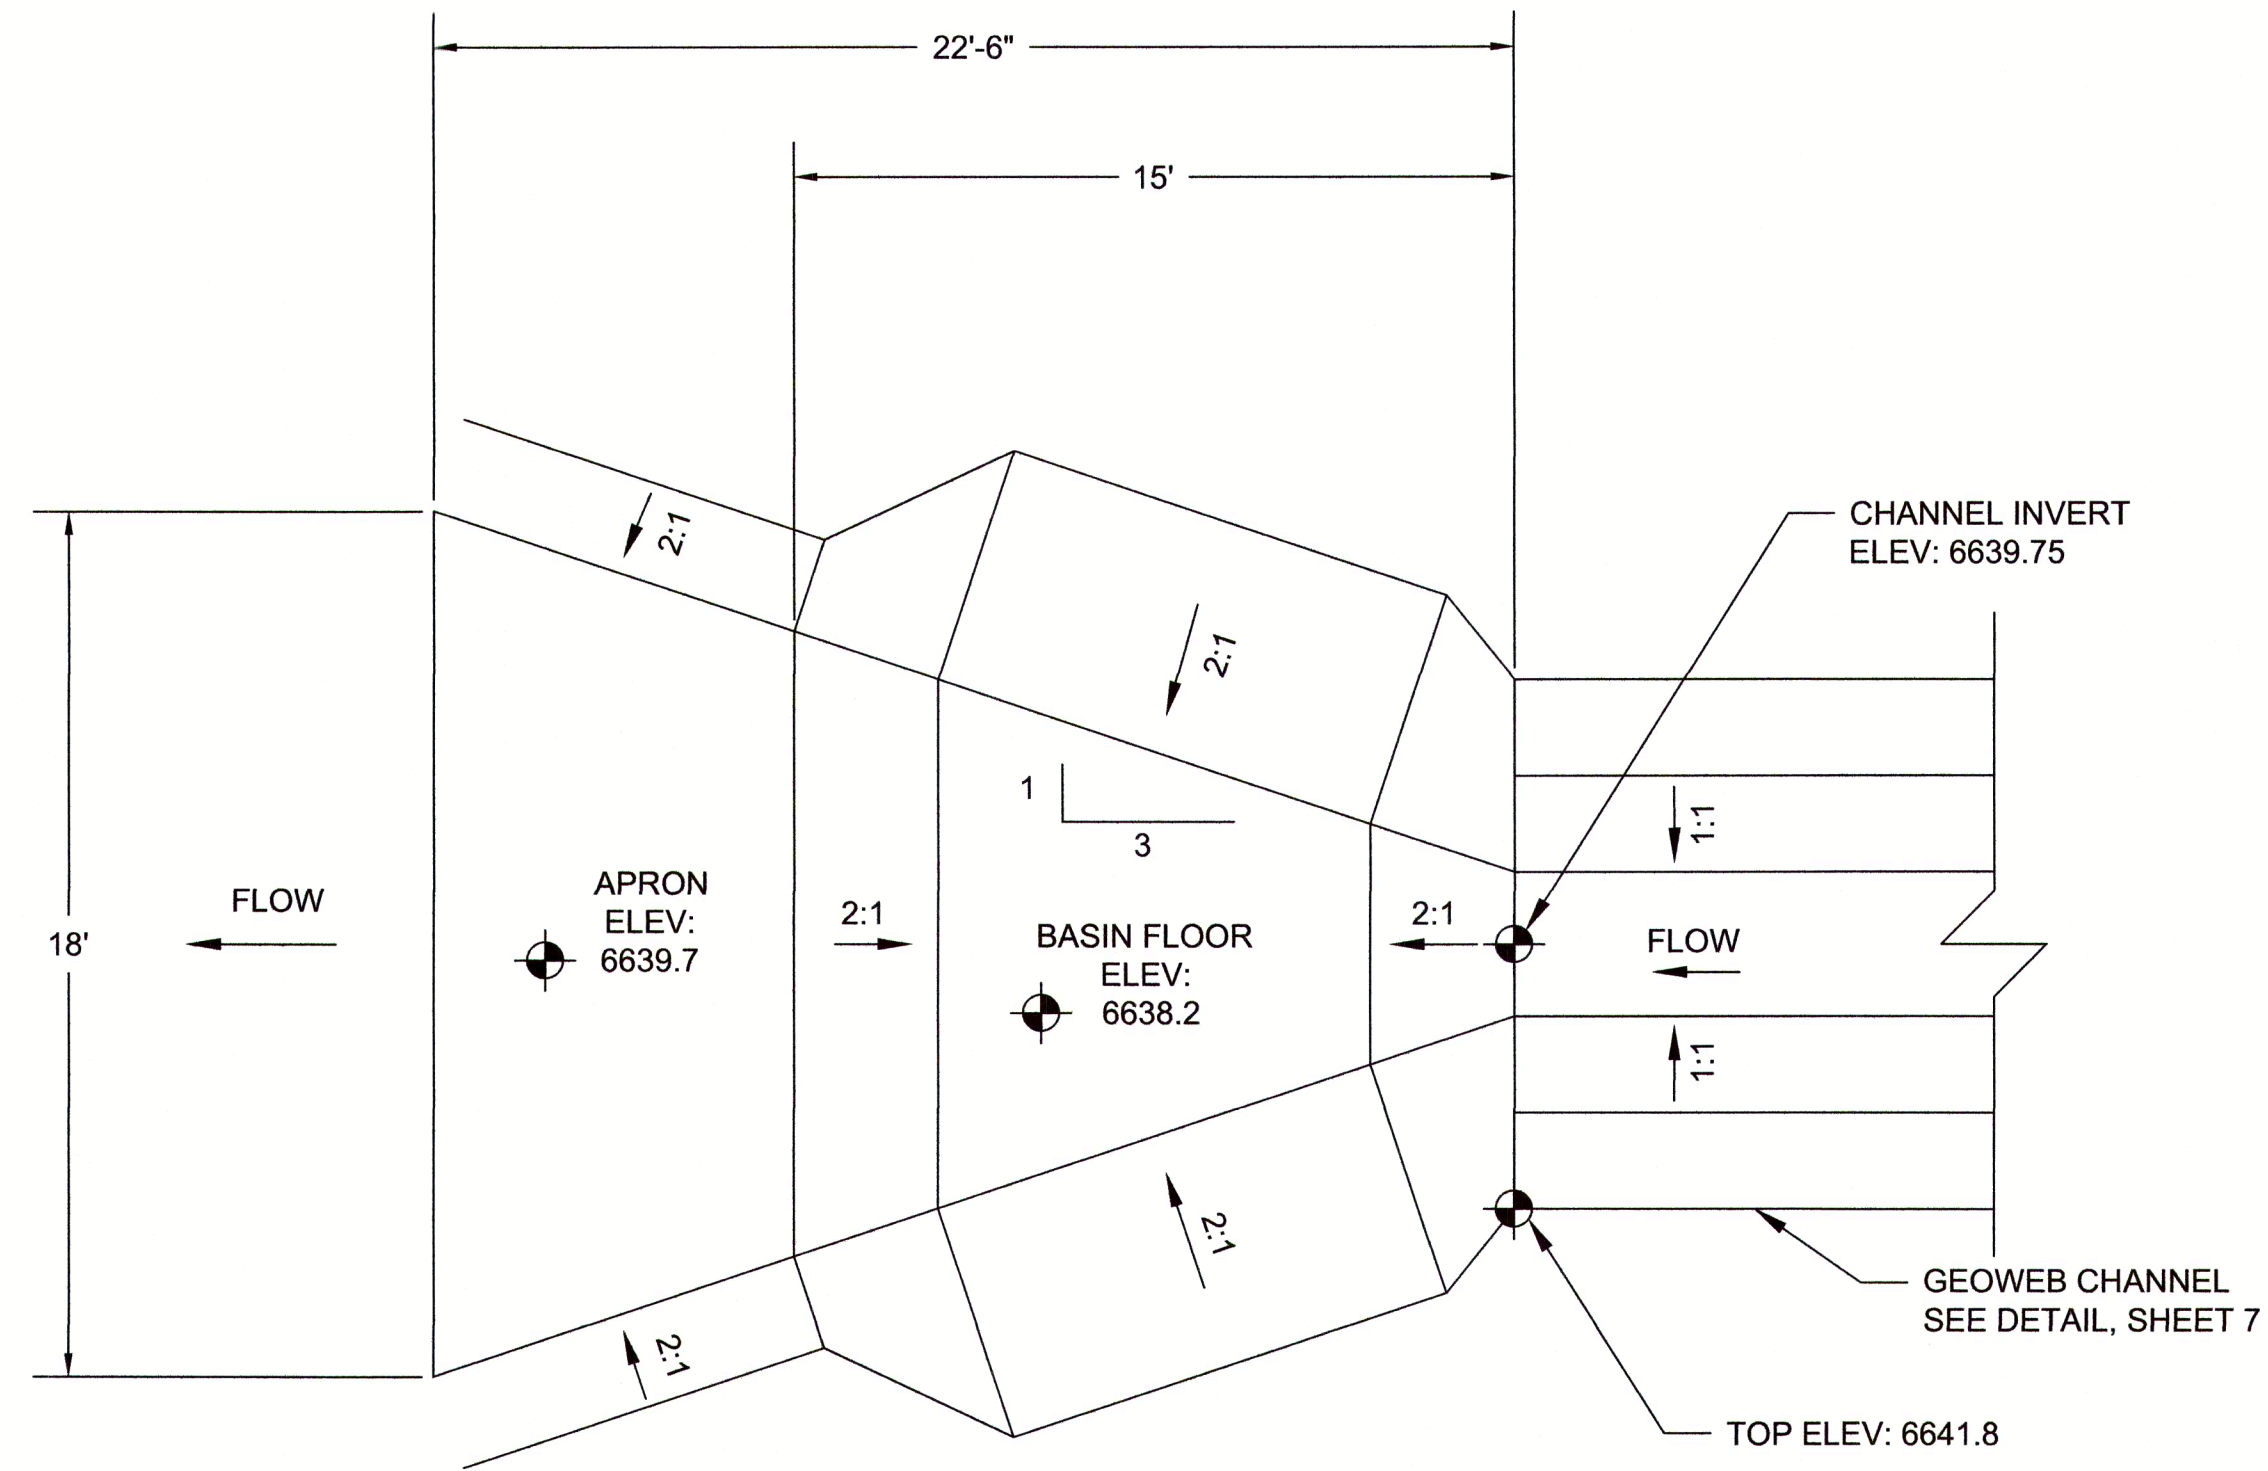 22'-6"
15'
CHANNEL INVERT
ELEV: 6639.75
2:1
2:1
1
3
1:1
APRON
ELEV:
6639.7
FLOW
18'
2:1
BASIN FLOOR
ELEV:
6638.2
2:1
FLOW
1:1
2:1
2:1
GEOWEB CHANNEL
SEE DETAIL, SHEET 7
TOP ELEV: 6641.8